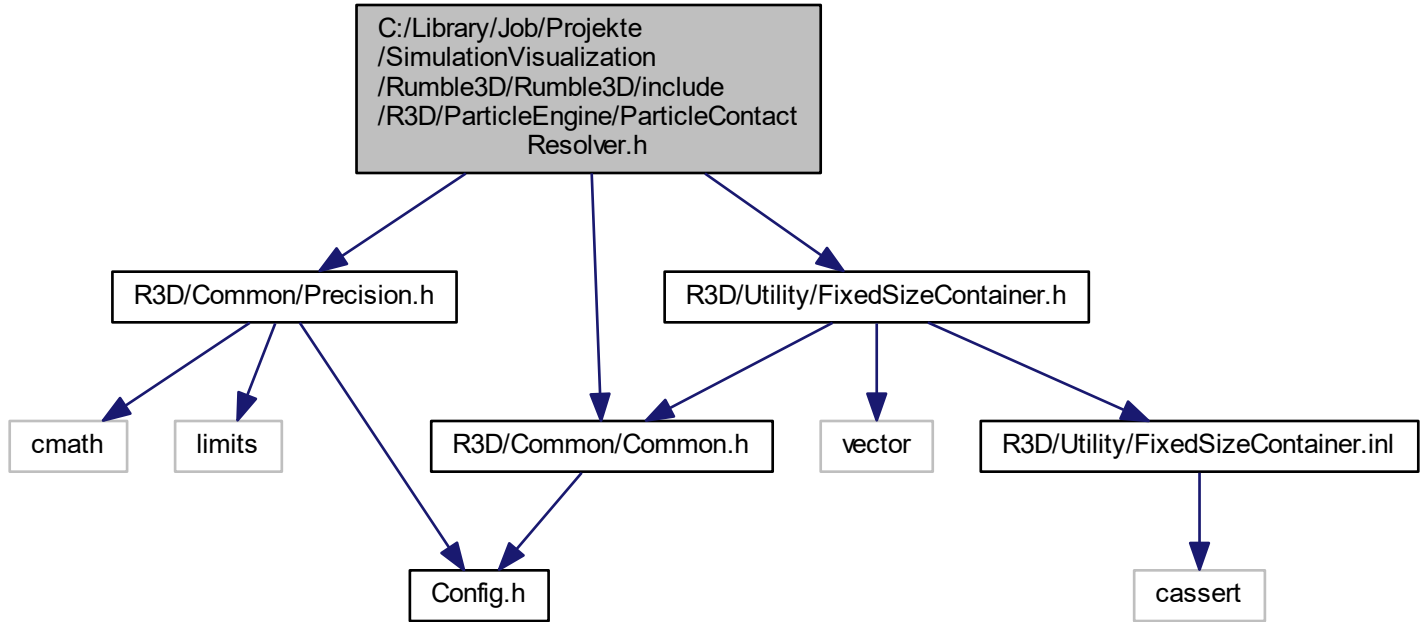 C:/Library/Job/Projekte
/SimulationVisualization
/Rumble3D/Rumble3D/include
/R3D/ParticleEngine/ParticleContact
Resolver.h
R3D/Common/Precision.h
R3D/Utility/FixedSizeContainer.h
cmath
limits
R3D/Common/Common.h
vector
R3D/Utility/FixedSizeContainer.inl
Config.h
cassert